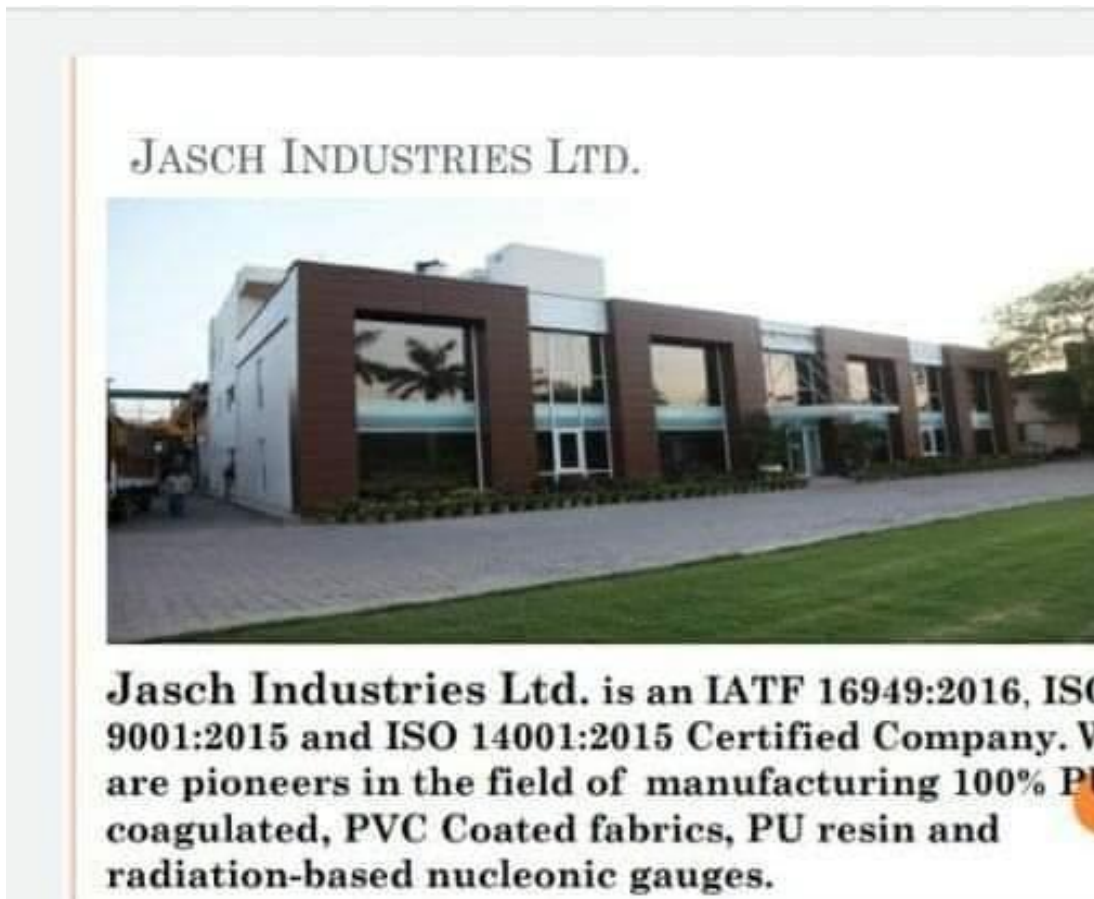 JASCH INDUSTRIES LTD.
Jasch Industries Ltd. is an IATF 16949:2016, ISO
9001:2015 and ISO 14001:2015 Certified Company. W
are pioneers in the field of manufacturing 100% PU
coagulated, PVC Coated fabrics, PU resin and
radiation-based nucleonic gauges.